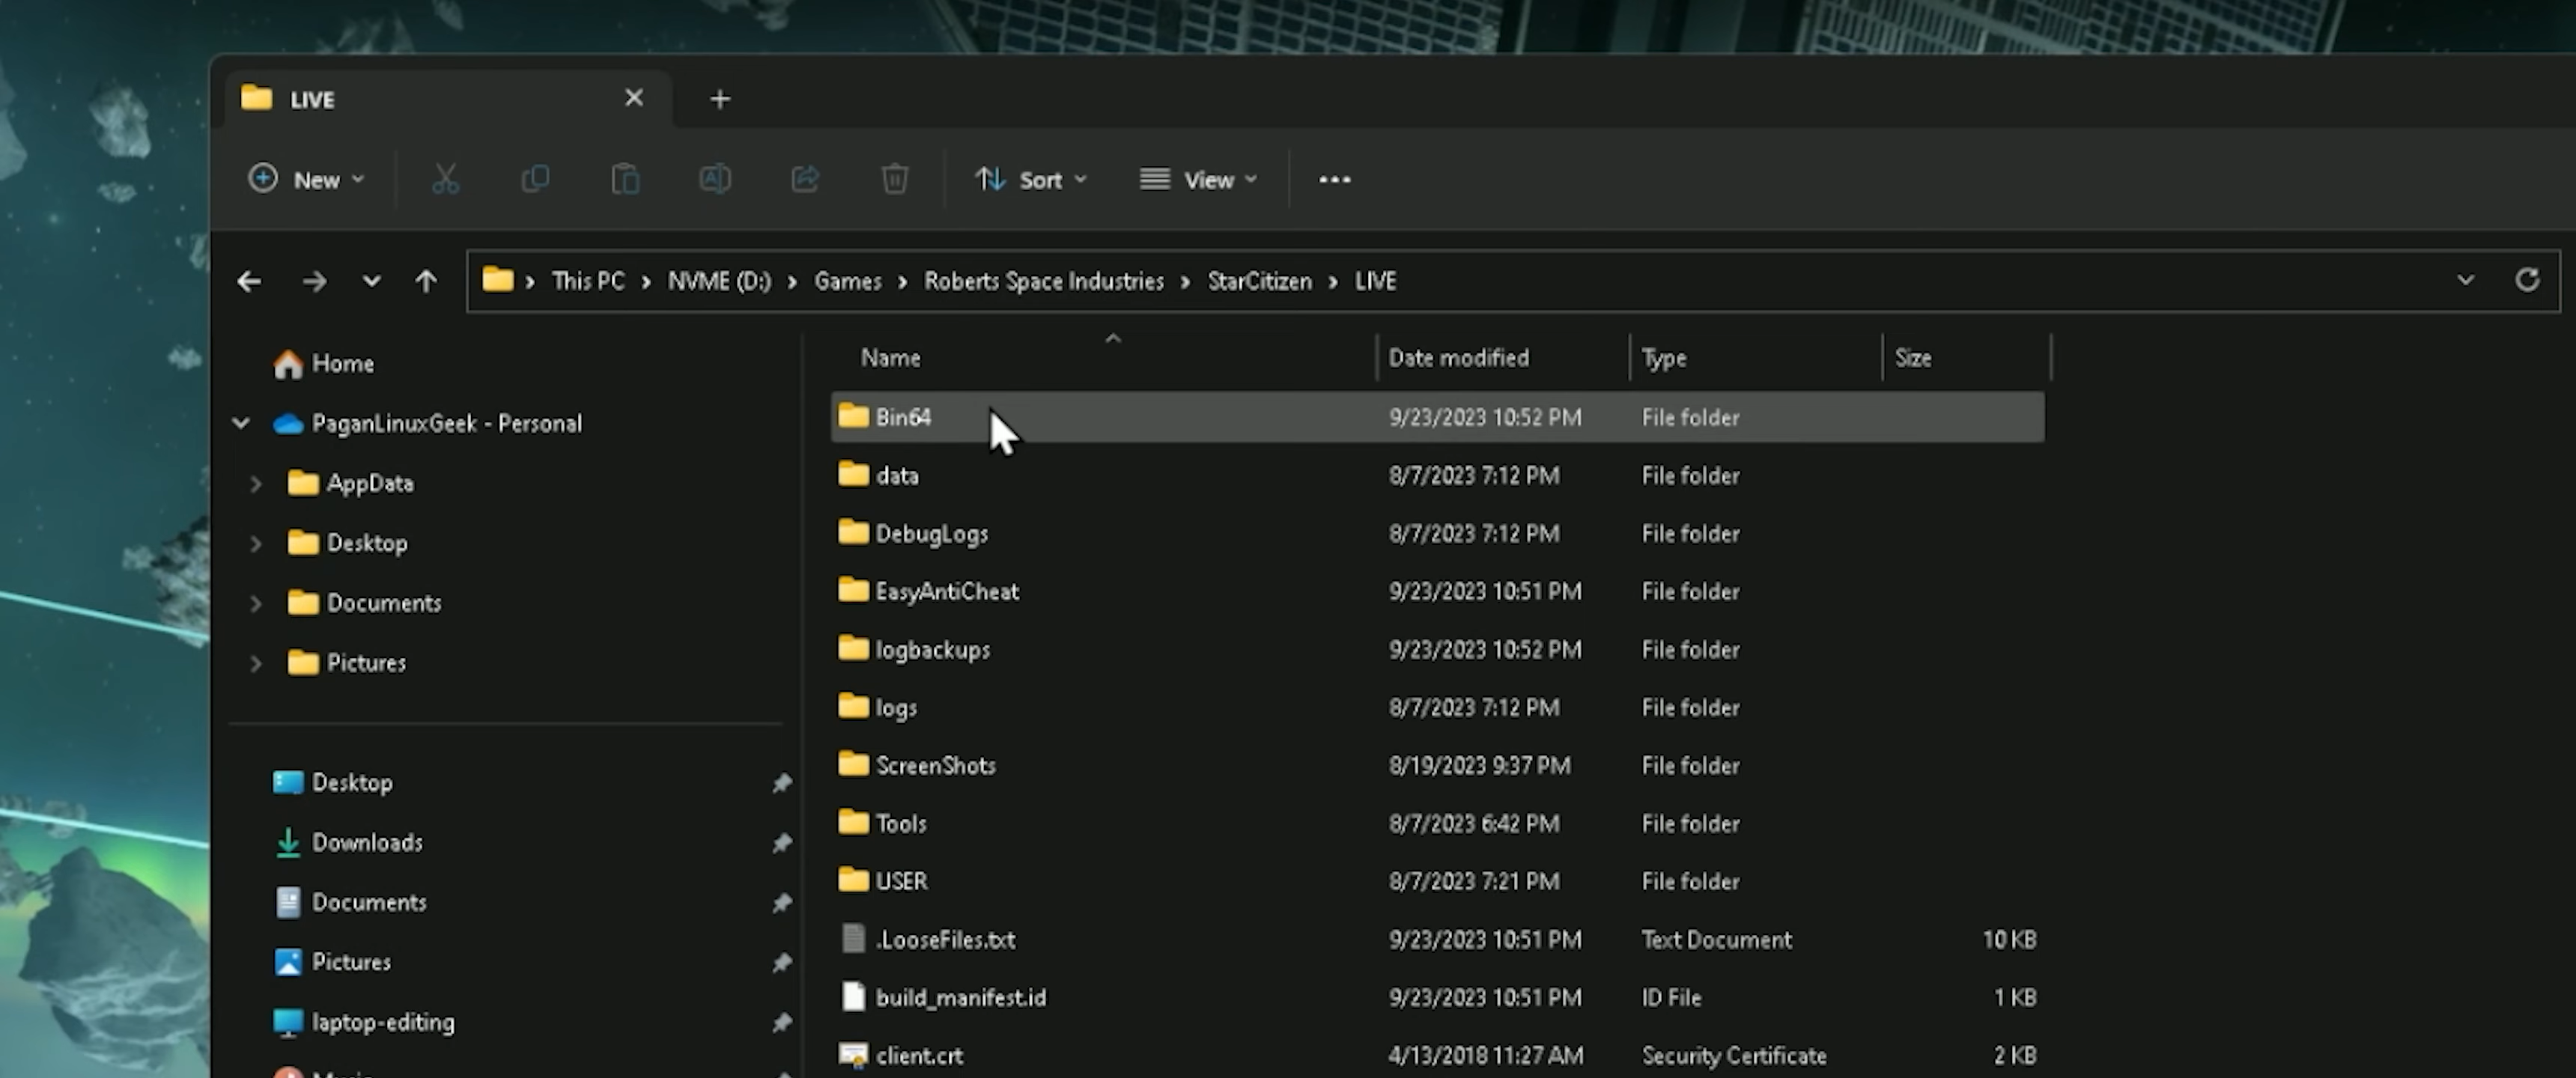 LIVE
New Sort View
This PC > NVME (D:) > Games > Roberts Space Industries > StarCitizen > LIVE
Home
PaganLinuxGeek - Personal
AppData
Desktop
Documents
Pictures
Desktop
Downloads
Documents
Pictures
laptop-editing
Name Date modified Type Size
Bin64 9/23/2023 10:52 PM File folder
data 8/7/2023 7:12 PM File folder
DebugLogs 8/7/2023 7:12 PM File folder
EasyAntiCheat 9/23/2023 10:51 PM File folder
logbackups 9/23/2023 10:52 PM File folder
logs 8/7/2023 7:12 PM File folder
ScreenShots 8/19/2023 9:37 PM File folder
Tools 8/7/2023 6:42 PM File folder
USER 8/7/2023 7:21 PM File folder
.LooseFiles.txt 9/23/2023 10:51 PM Text Document 10 KB
build_manifest.id 9/23/2023 10:51 PM ID File 1 KB
client.crt 4/13/2018 11:27 AM Security Certificate 2 KB